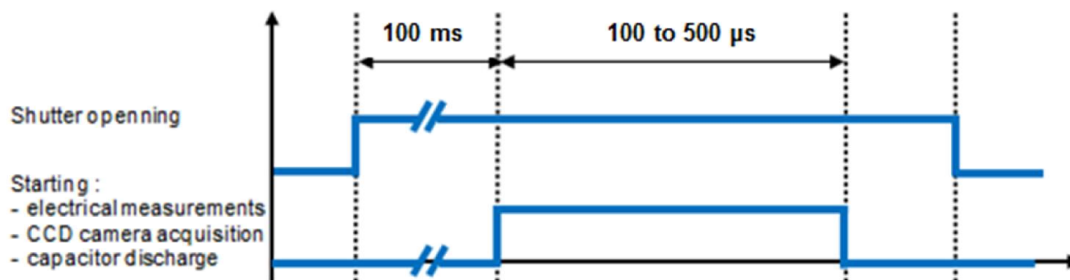 100 ms
100 to 500 µs
Shutter openning
Starting :
- electrical measurements
- CCD camera acquisition
- capacitor discharge